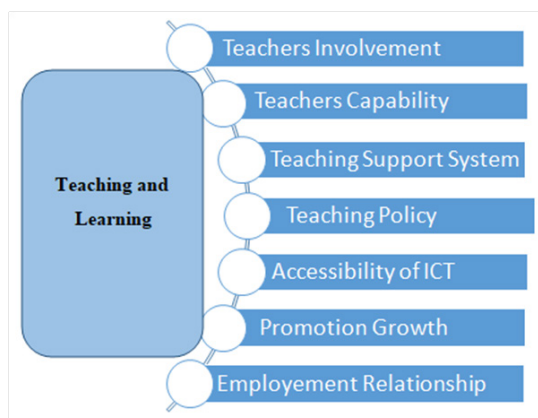 Teachers Involvement
Teachers Capability
Teaching Support System
Teaching and
Learning
Teaching Policy
Accessibility of ICT
Promotion Growth
Employement Relationship